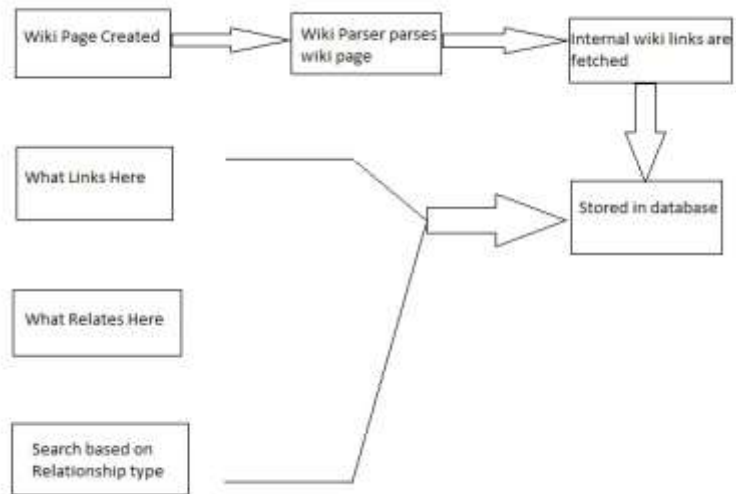 Wiki Page Created
Wiki Parser parses
wiki page
Internal wiki links are
fetched
What Links Here
Stored in database
What Relates Here
Search based on
Relationship type